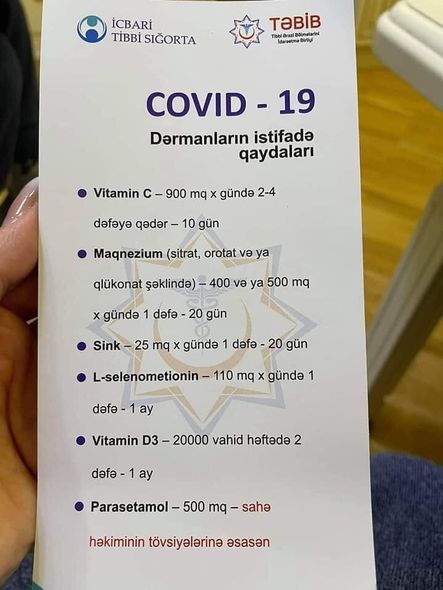 İCBARİ
TİBBİ SIĞORTA
TƏBİB
Tibbi Ərazi Bölmələrini
İdarəetmə Birliyi
COVID - 19
Dərmanların istifadə
qaydaları
Vitamin C – 900 mq x gündə 2-4
dəfəyə qədər – 10 gün
Maqnezium (sitrat, orotat və ya
qlükonat şəklində) – 400 və ya 500 mq
x gündə 1 dəfə - 20 gün
Sink – 25 mq x gündə 1 dəfə - 20 gün
L-selenometionin – 110 mq x gündə 1
dəfə - 1 ay
Vitamin D3 – 20000 vahid həftədə 2
dəfə - 1 ay
Parasetamol – 500 mq – sahə
həkiminin tövsiyələrinə əsasən